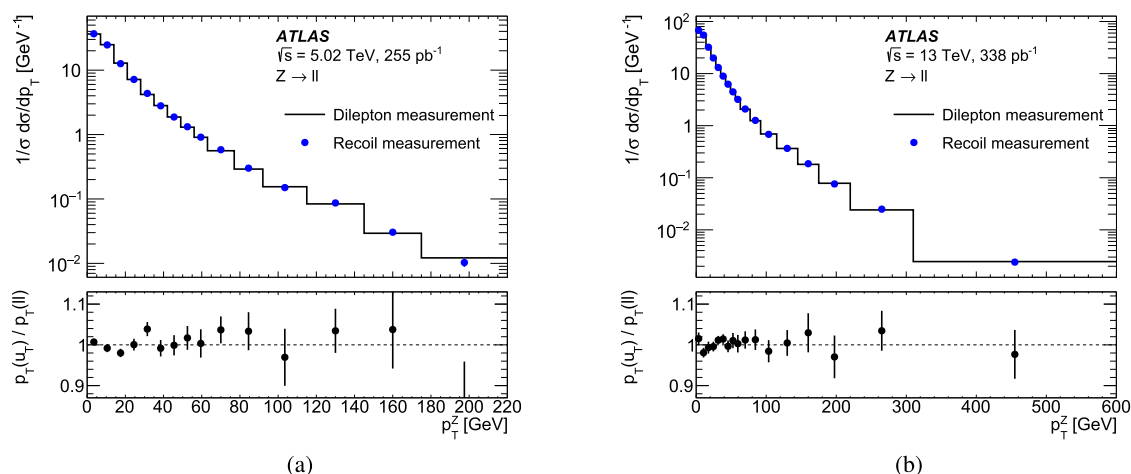 1/σ dσ/dp_T [GeV⁻¹]
ATLAS
√s = 5.02 TeV, 255 pb⁻¹
Z → ll
Dilepton measurement
Recoil measurement
10
1
10⁻¹
10⁻²
p_T(u_T) / p_T(ll)
1.1
1
0.9
0 20 40 60 80 100 120 140 160 180 200 220
p_T^Z [GeV]
(a)
1/σ dσ/dp_T [GeV⁻¹]
ATLAS
√s = 13 TeV, 338 pb⁻¹
Z → ll
Dilepton measurement
Recoil measurement
10²
10
1
10⁻¹
10⁻²
p_T(u_T) / p_T(ll)
1.1
1
0.9
0 100 200 300 400 500 600
p_T^Z [GeV]
(b)